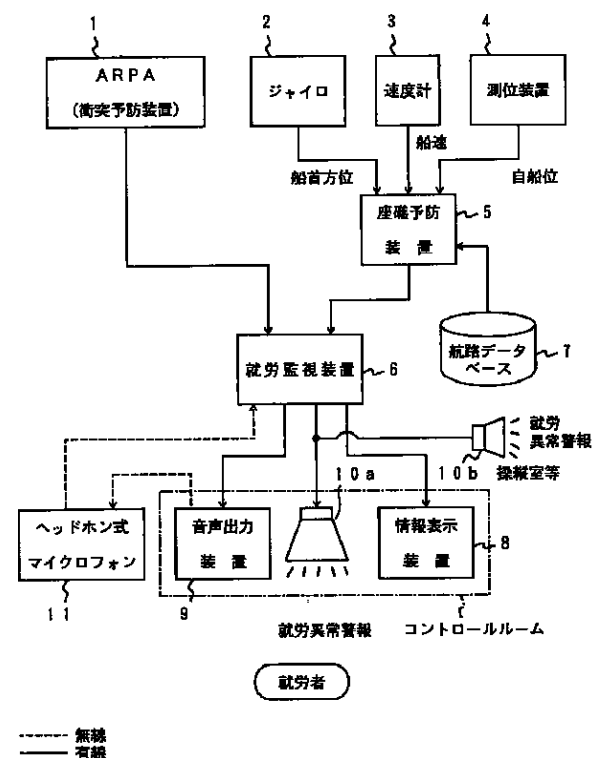 1
2
3
4
ARPA
(衝突予防装置)
ジャイロ
速度計
測位装置
船首方位
船速
自船位
座礁予防
装置
5
航路データ
ベース
7
就労監視装置
6
就労
異常警報
10a
10b
操縦室等
ヘッドホン式
マイクロフォン
11
音声出力
装置
9
情報表示
装置
8
就労異常警報
コントロールルーム
就労者
無線
有線